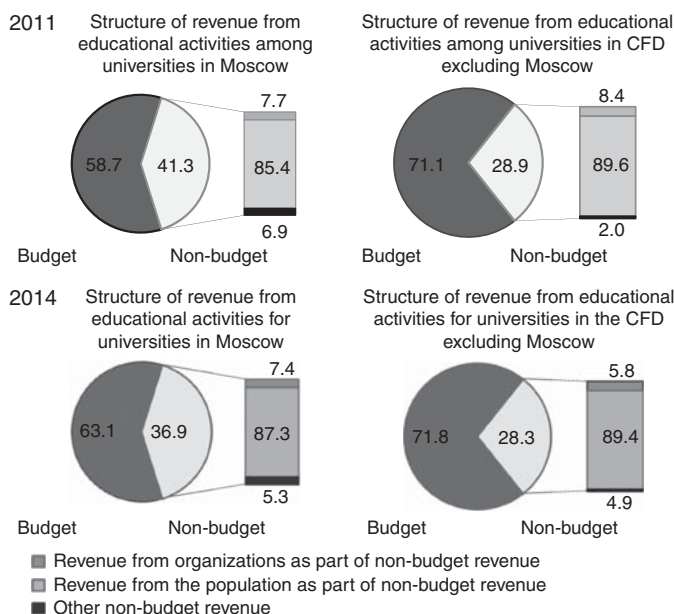 2011
Structure of revenue from
educational activities among
universities in Moscow
7.7
58.7
41.3
85.4
6.9
Budget
Non-budget
Structure of revenue from educational
activities among universities in CFD
excluding Moscow
8.4
71.1
28.9
89.6
2.0
Budget
Non-budget
2014
Structure of revenue from
educational activities for
universities in Moscow
7.4
63.1
36.9
87.3
5.3
Budget
Non-budget
Structure of revenue from educational
activities for universities in the CFD
excluding Moscow
5.8
71.8
28.3
89.4
4.9
Budget
Non-budget
Revenue from organizations as part of non-budget revenue
Revenue from the population as part of non-budget revenue
Other non-budget revenue